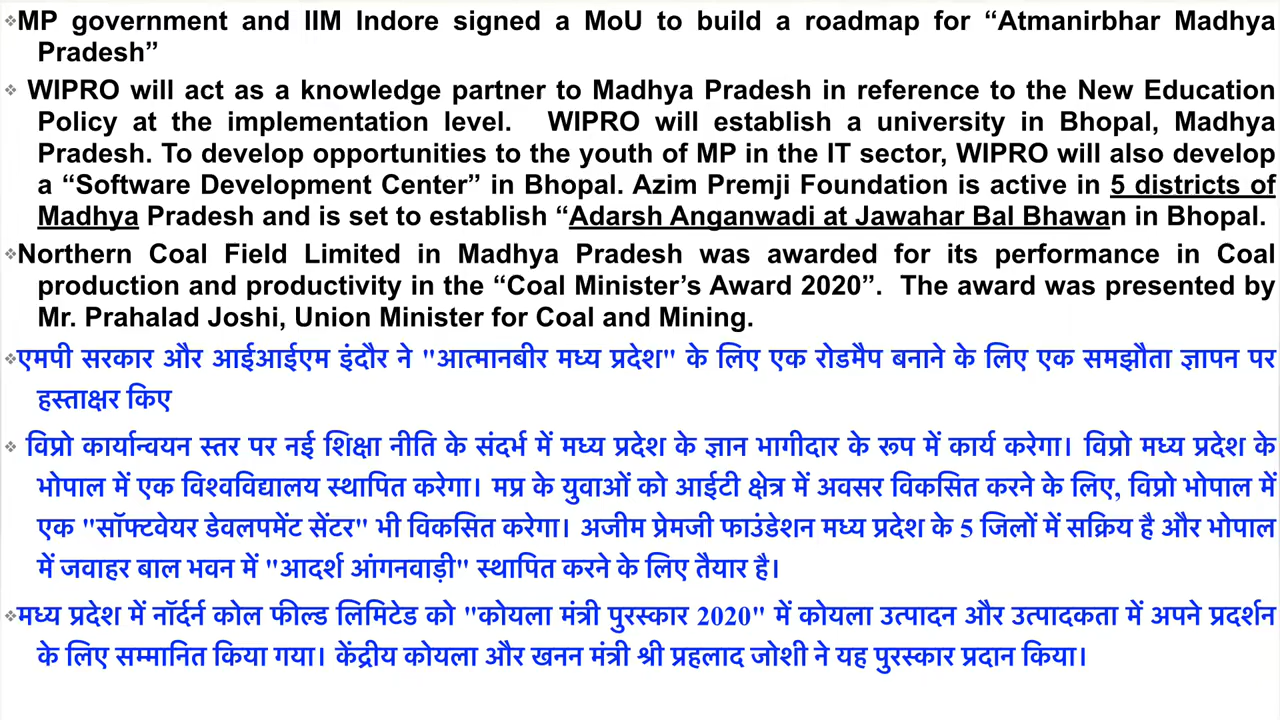 ❖MP government and IIM Indore signed a MoU to build a roadmap for “Atmanirbhar Madhya
Pradesh”
❖ WIPRO will act as a knowledge partner to Madhya Pradesh in reference to the New Education
Policy at the implementation level.  WIPRO will establish a university in Bhopal, Madhya
Pradesh. To develop opportunities to the youth of MP in the IT sector, WIPRO will also develop
a “Software Development Center” in Bhopal. Azim Premji Foundation is active in 5 districts of
Madhya Pradesh and is set to establish “Adarsh Anganwadi at Jawahar Bal Bhawan in Bhopal.
❖Northern Coal Field Limited in Madhya Pradesh was awarded for its performance in Coal
production and productivity in the “Coal Minister’s Award 2020”.  The award was presented by
Mr. Prahalad Joshi, Union Minister for Coal and Mining.
❖एमपी सरकार और आईआईएम इंदौर ने "आत्मानबीर मध्य प्रदेश" के लिए एक रोडमैप बनाने के लिए एक समझौता ज्ञापन पर
हस्ताक्षर किए
❖ विप्रो कार्यान्वयन स्तर पर नई शिक्षा नीति के संदर्भ में मध्य प्रदेश के ज्ञान भागीदार के रूप में कार्य करेगा। विप्रो मध्य प्रदेश के
भोपाल में एक विश्वविद्यालय स्थापित करेगा। मप्र के युवाओं को आईटी क्षेत्र में अवसर विकसित करने के लिए, विप्रो भोपाल में
एक "सॉफ्टवेयर डेवलपमेंट सेंटर" भी विकसित करेगा। अजीम प्रेमजी फाउंडेशन मध्य प्रदेश के 5 जिलों में सक्रिय है और भोपाल
में जवाहर बाल भवन में "आदर्श आंगनवाड़ी" स्थापित करने के लिए तैयार है।
❖मध्य प्रदेश में नॉर्दर्न कोल फील्ड लिमिटेड को "कोयला मंत्री पुरस्कार 2020" में कोयला उत्पादन और उत्पादकता में अपने प्रदर्शन
के लिए सम्मानित किया गया। केंद्रीय कोयला और खनन मंत्री श्री प्रहलाद जोशी ने यह पुरस्कार प्रदान किया।